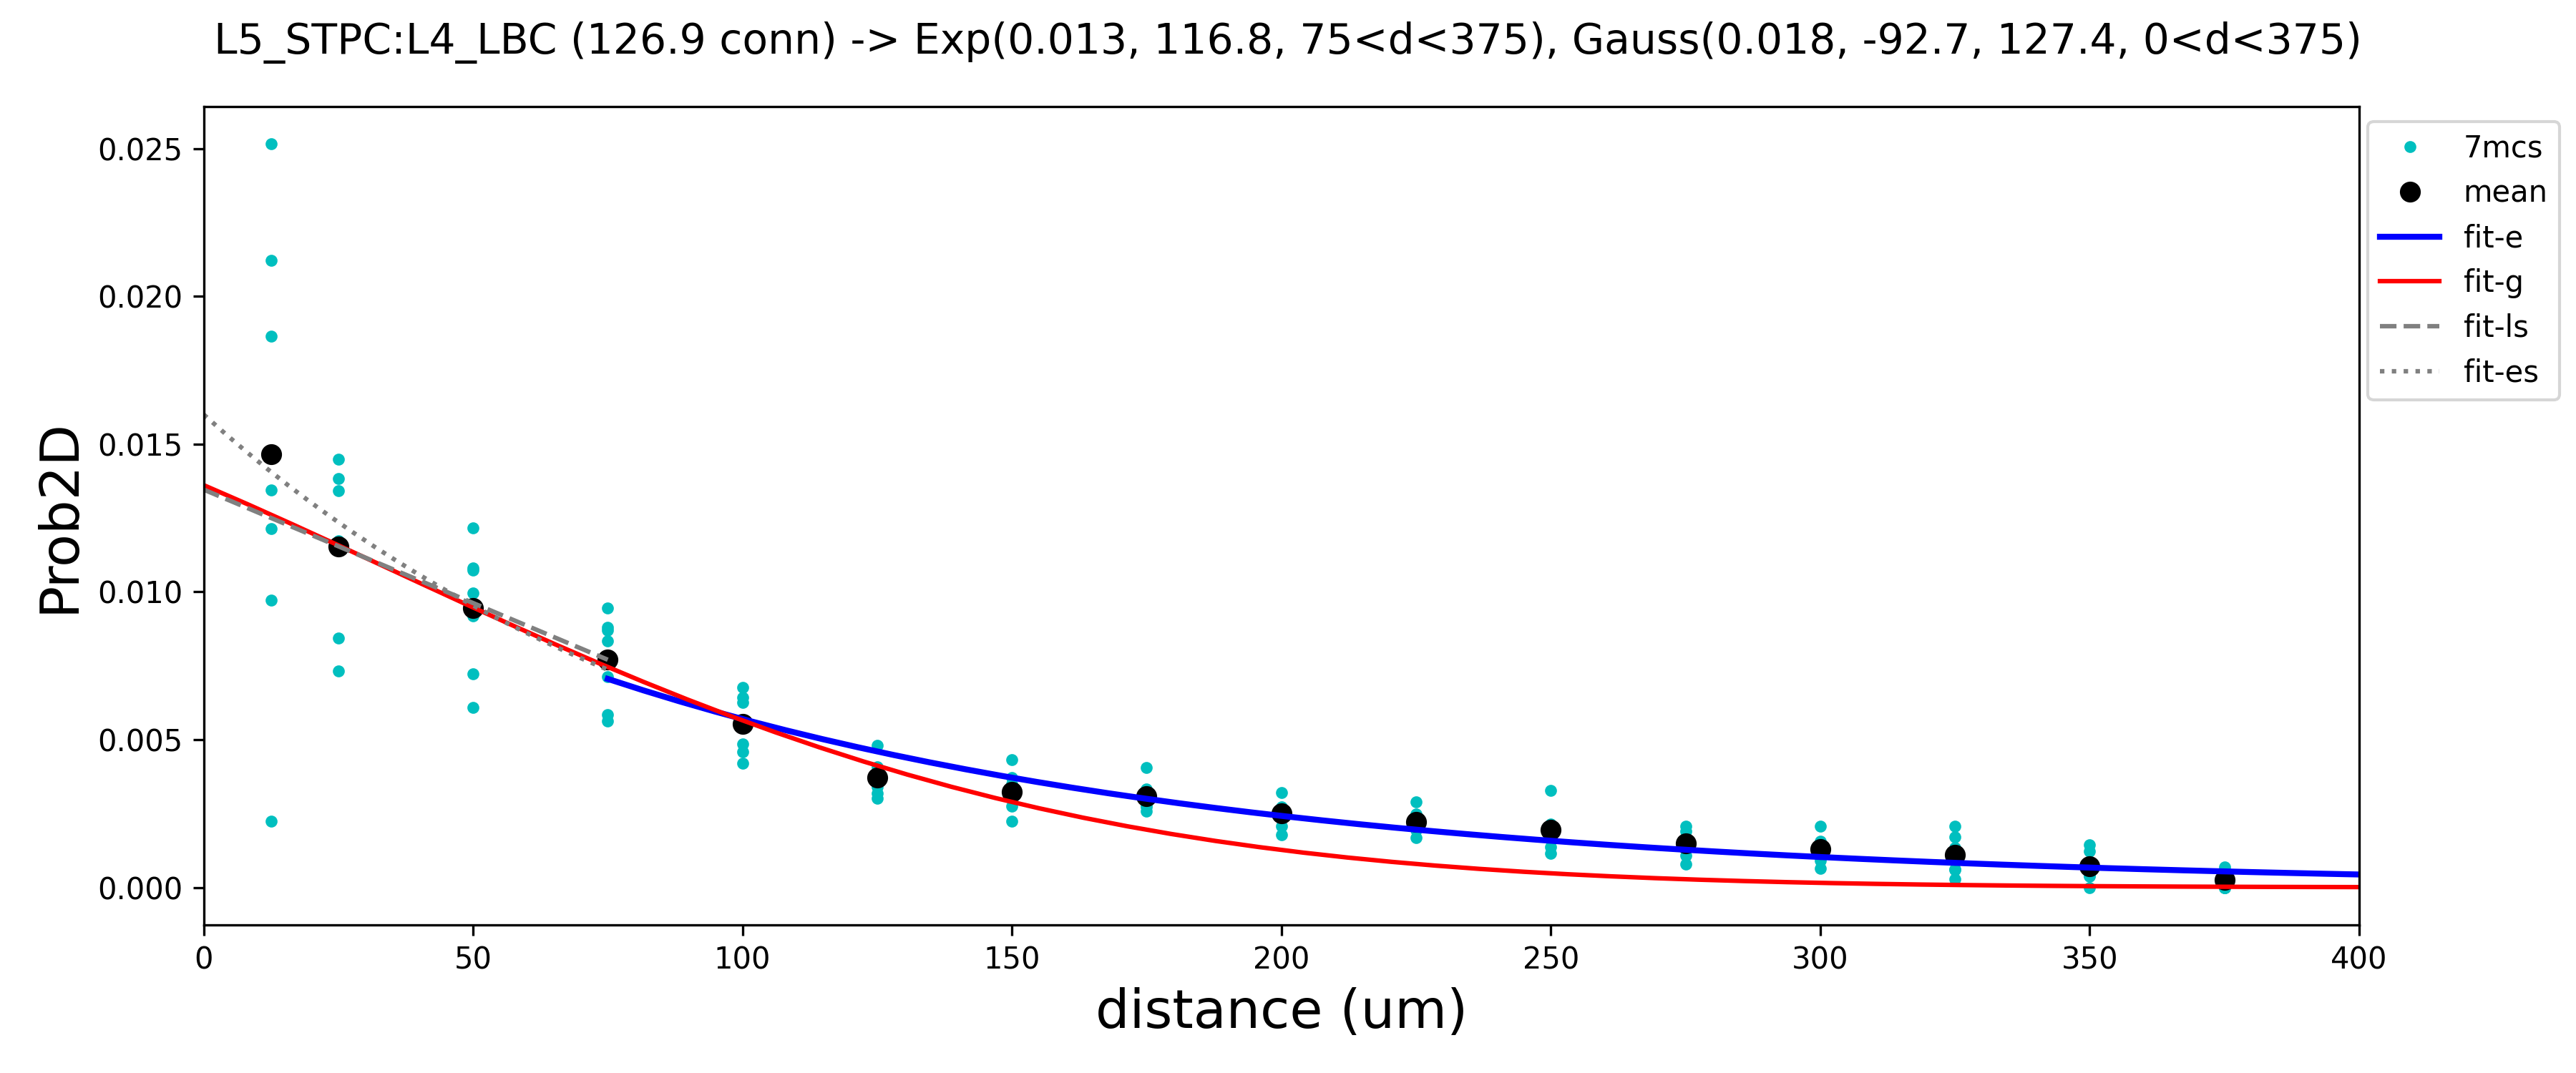 L5_STPC:L4_LBC (126.9 conn) -> Exp(0.013, 116.8, 75<d<375), Gauss(0.018, -92.7, 127.4, 0<d<375)
0.025
0.020
0.015
0.010
0.005
0.000
Prob2D
0 50 100 150 200 250 300 350 400
distance (um)
7mcs
mean
fit-e
fit-g
fit-ls
fit-es